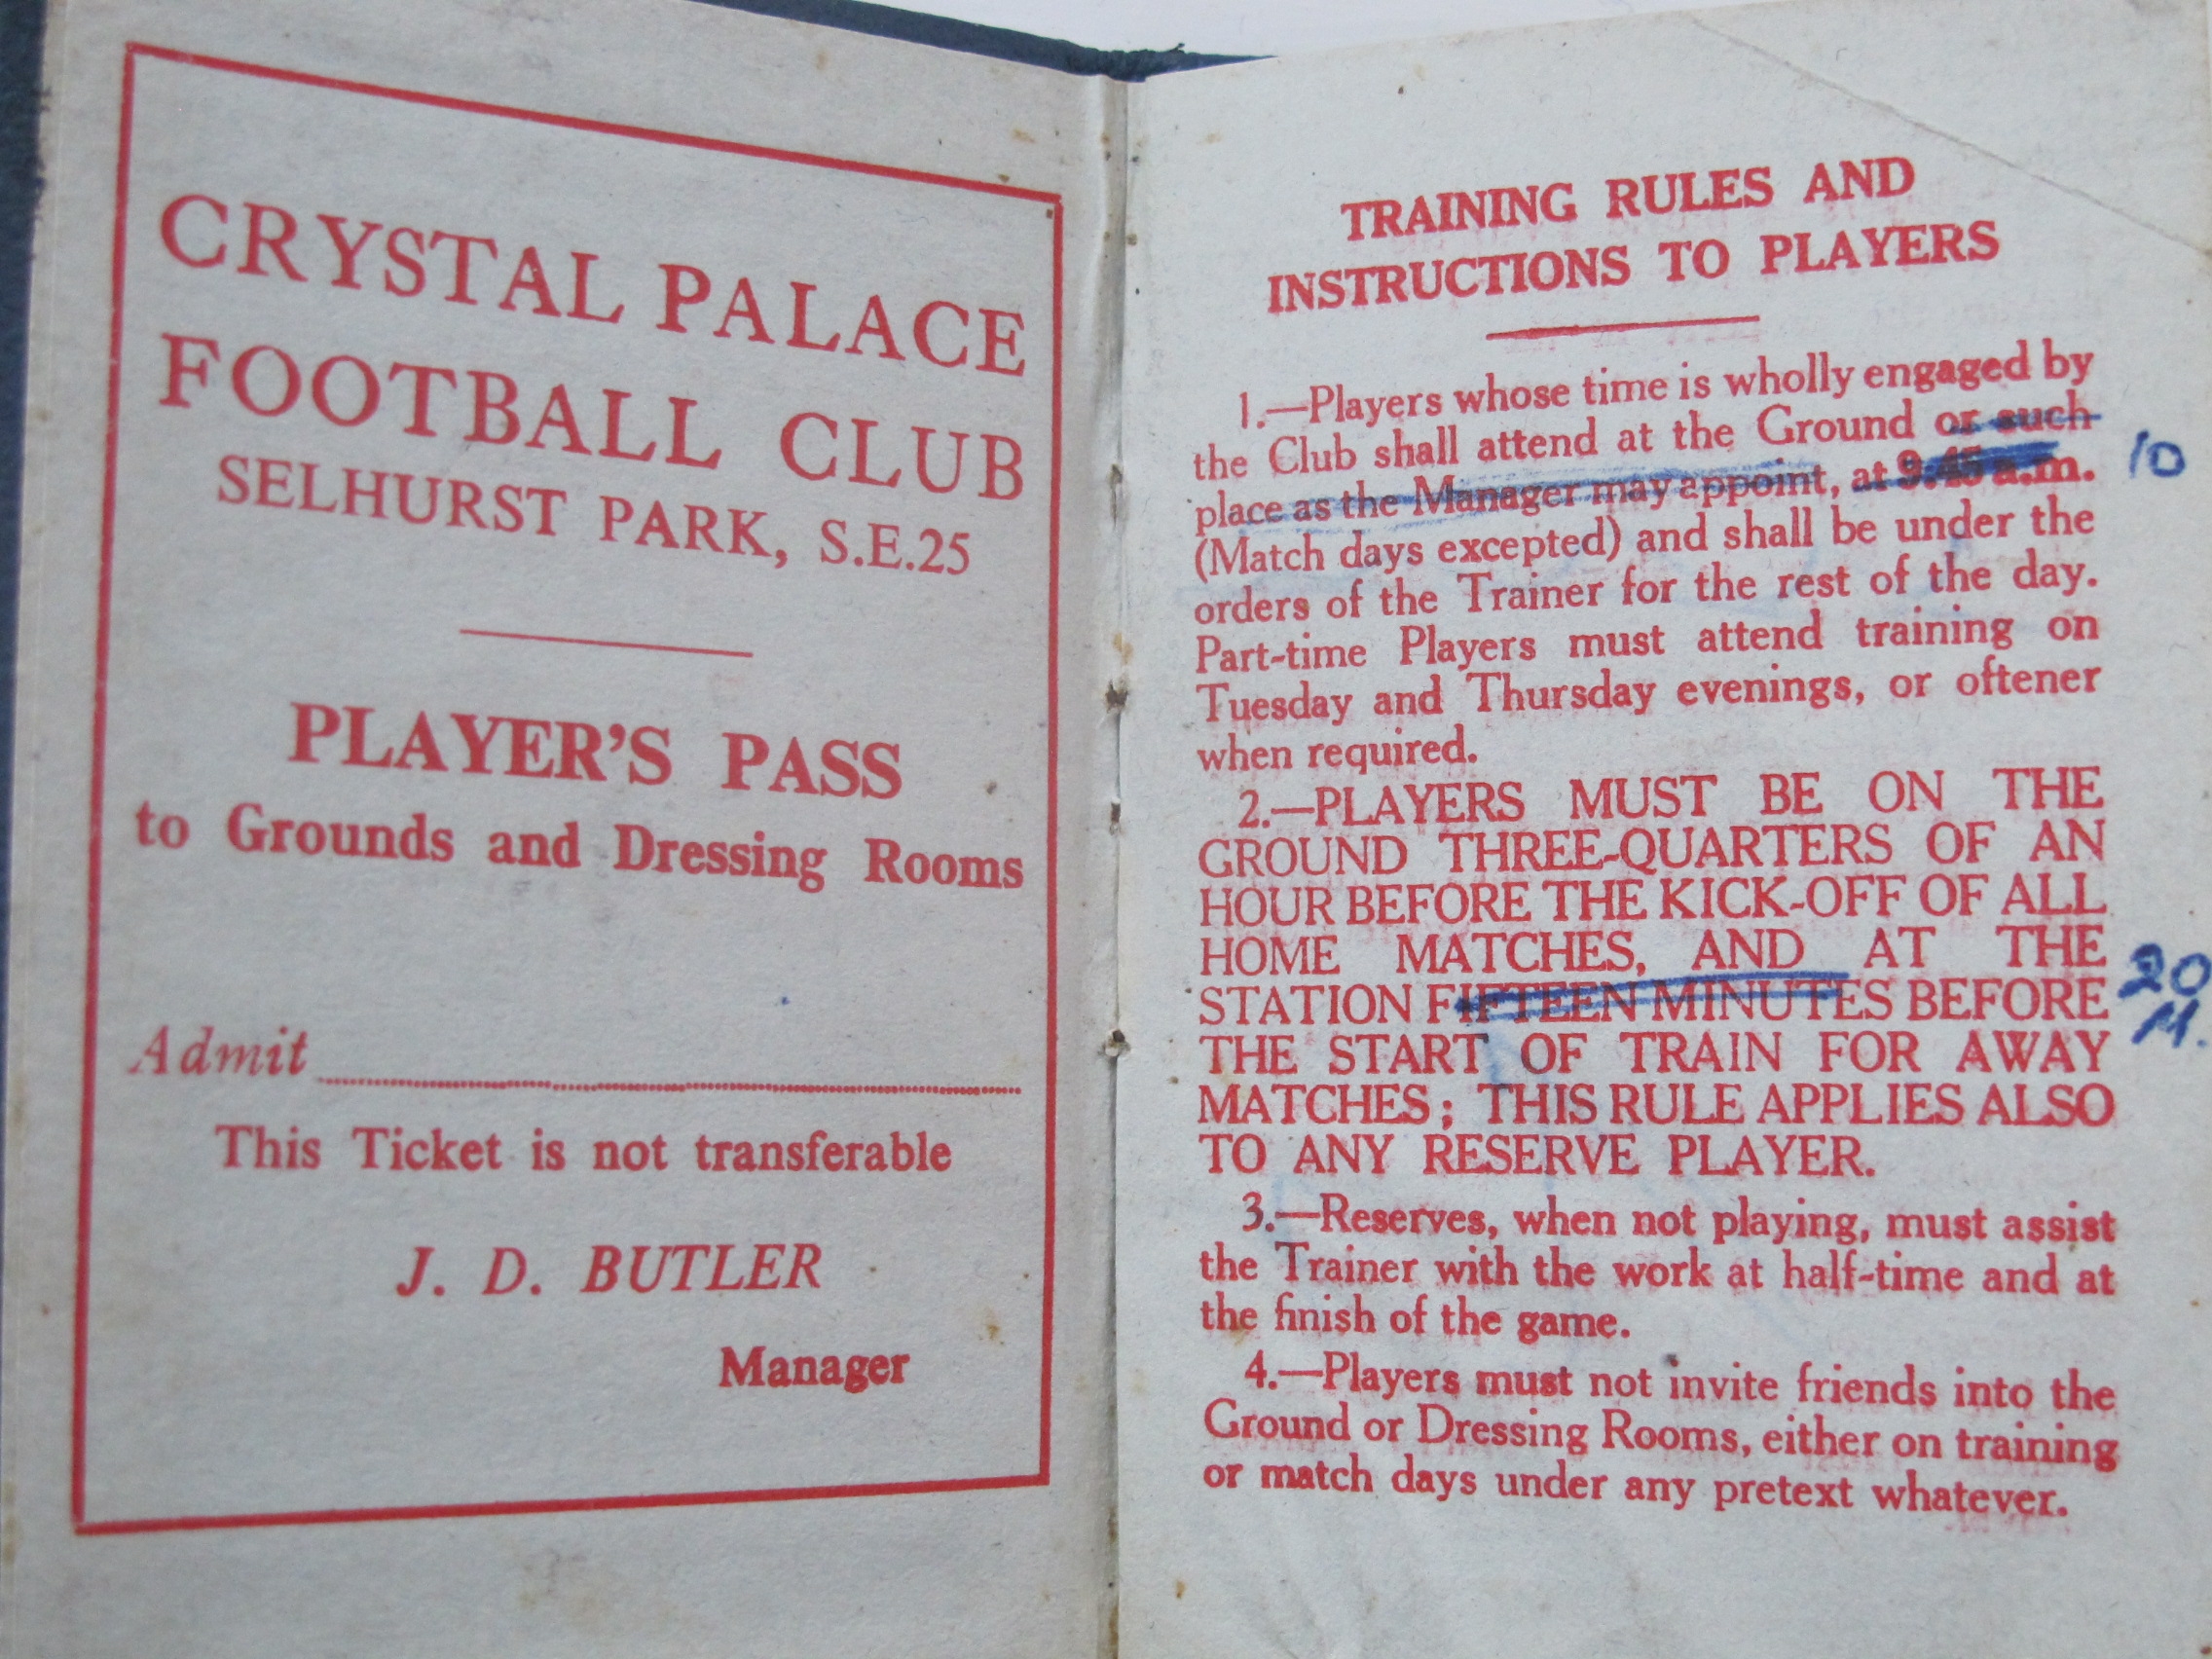 CRYSTAL PALACE
FOOTBALL CLUB
SELHURST PARK, S.E.25
PLAYER'S PASS
to Grounds and Dressing Rooms
Admit
This Ticket is not transferable
J. D. BUTLER
Manager
TRAINING RULES AND
INSTRUCTIONS TO PLAYERS
1.—Players whose time is wholly engaged by
the Club shall attend at the Ground or such
place as the Manager may appoint, at 9.45 a.m. 10
(Match days excepted) and shall be under the
orders of the Trainer for the rest of the day.
Part-time Players must attend training on
Tuesday and Thursday evenings, or oftener
when required.
2.—PLAYERS MUST BE ON THE
GROUND THREE-QUARTERS OF AN
HOUR BEFORE THE KICK-OFF OF ALL
HOME MATCHES, AND AT THE
STATION FIFTEEN MINUTES BEFORE 20 M.
THE START OF TRAIN FOR AWAY
MATCHES; THIS RULE APPLIES ALSO
TO ANY RESERVE PLAYER.
3.—Reserves, when not playing, must assist
the Trainer with the work at half-time and at
the finish of the game.
4.—Players must not invite friends into the
Ground or Dressing Rooms, either on training
or match days under any pretext whatever.